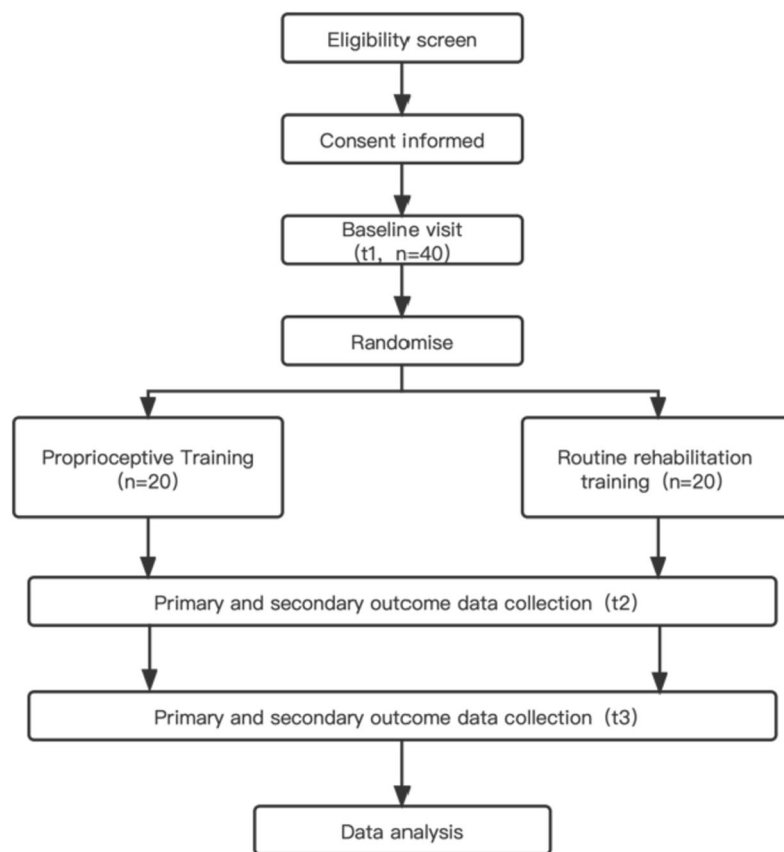 Eligibility screen
Consent informed
Baseline visit
(t1, n=40)
Randomise
Proprioceptive Training
(n=20)
Routine rehabilitation
training (n=20)
Primary and secondary outcome data collection (t2)
Primary and secondary outcome data collection (t3)
Data analysis